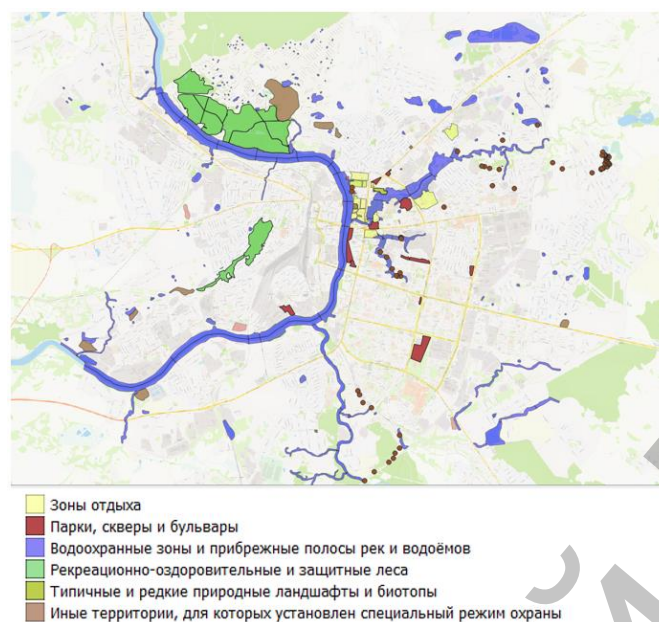 Зоны отдыха
Парки, скверы и бульвары
Водоохранные зоны и прибрежные полосы рек и водоёмов
Рекреационно-оздоровительные и защитные леса
Типичные и редкие природные ландшафты и биотопы
Иные территории, для которых установлен специальный режим охраны